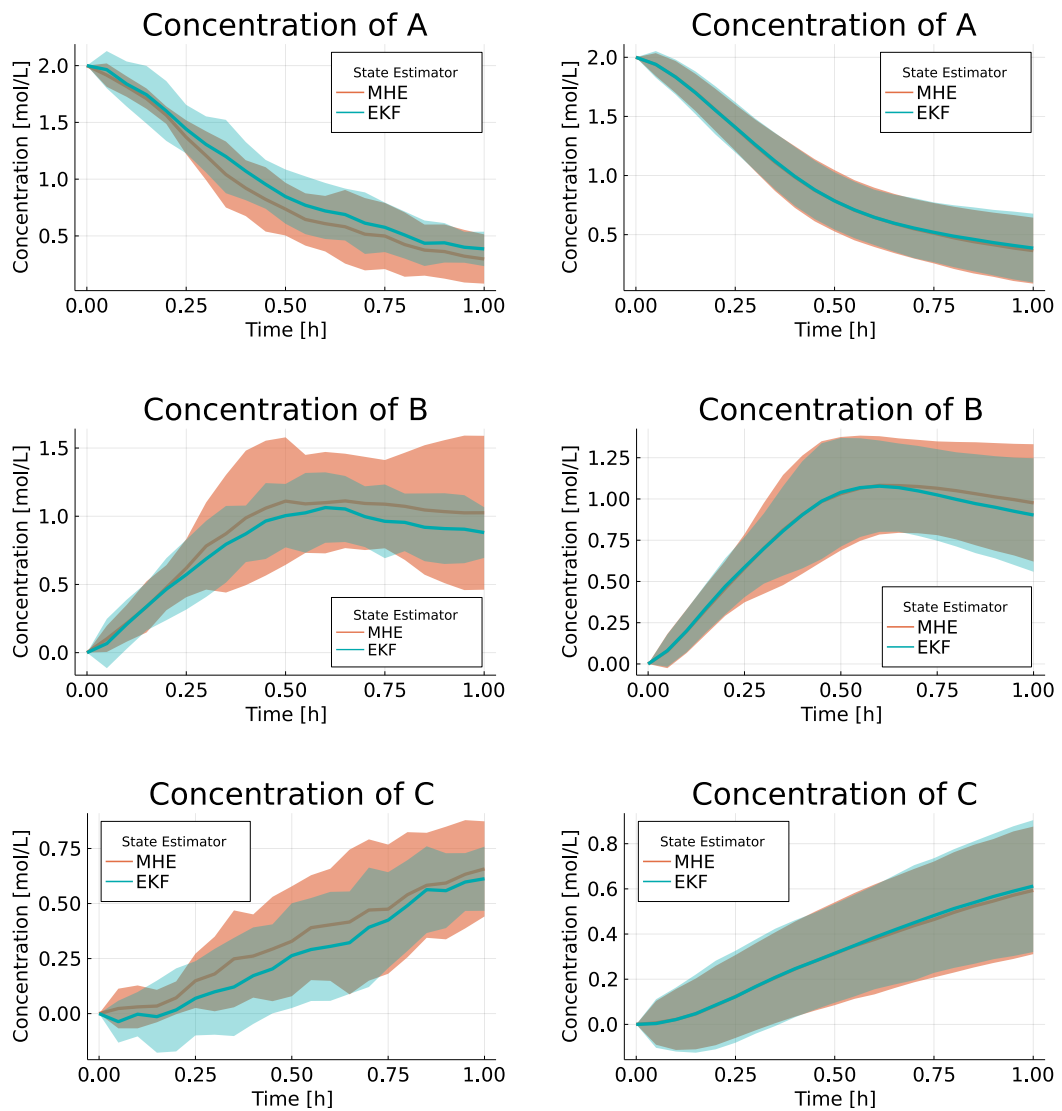 Concentration of A
Concentration [mol/L]
2.0
1.5
1.0
0.5
State Estimator
MHE
EKF
0.00 0.25 0.50 0.75 1.00
Time [h]
Concentration of A
Concentration [mol/L]
2.0
1.5
1.0
0.5
State Estimator
MHE
EKF
0.00 0.25 0.50 0.75 1.00
Time [h]
Concentration of B
Concentration [mol/L]
1.5
1.0
0.5
0.0
State Estimator
MHE
EKF
0.00 0.25 0.50 0.75 1.00
Time [h]
Concentration of B
Concentration [mol/L]
1.25
1.00
0.75
0.50
0.25
0.00
State Estimator
MHE
EKF
0.00 0.25 0.50 0.75 1.00
Time [h]
Concentration of C
Concentration [mol/L]
0.75
0.50
0.25
0.00
State Estimator
MHE
EKF
0.00 0.25 0.50 0.75 1.00
Time [h]
Concentration of C
Concentration [mol/L]
0.8
0.6
0.4
0.2
0.0
State Estimator
MHE
EKF
0.00 0.25 0.50 0.75 1.00
Time [h]